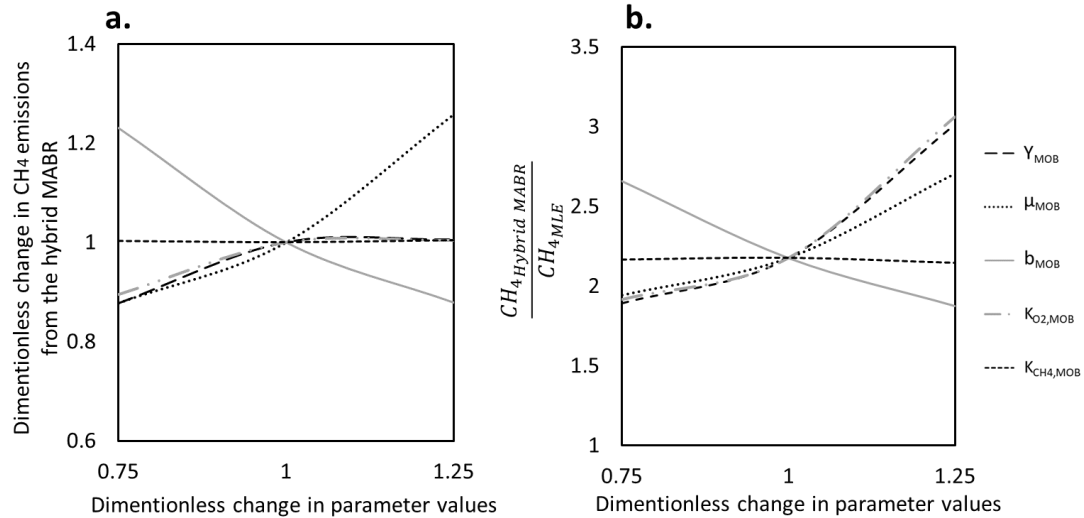 a.
Dimentionless change in CH4 emissions
from the hybrid MABR
1.4
1.2
1
0.8
0.6
0.75
1
1.25
Dimentionless change in parameter values
b.
CH4Hybrid MABR
CH4MLE
3.5
3
2.5
2
1.5
1
0.75
1
1.25
Dimentionless change in parameter values
YMOB
μMOB
bMOB
KO2,MOB
KCH4,MOB